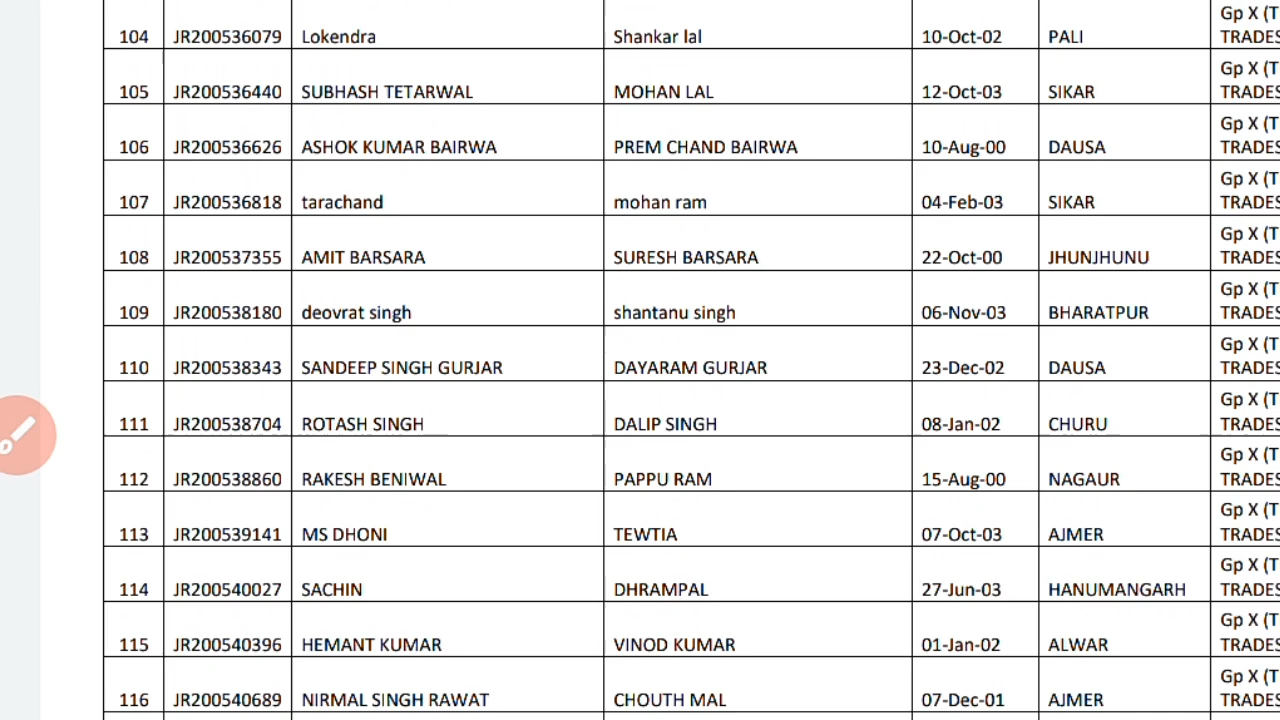 Gp X (T
104 JR200536079 Lokendra Shankar lal 10-Oct-02 PALI TRADES
Gp X (T
105 JR200536440 SUBHASH TETARWAL MOHAN LAL 12-Oct-03 SIKAR TRADES
Gp X (T
106 JR200536626 ASHOK KUMAR BAIRWA PREM CHAND BAIRWA 10-Aug-00 DAUSA TRADES
Gp X (T
107 JR200536818 tarachand mohan ram 04-Feb-03 SIKAR TRADES
Gp X (T
108 JR200537355 AMIT BARSARA SURESH BARSARA 22-Oct-00 JHUNJHUNU TRADES
Gp X (T
109 JR200538180 deovrat singh shantanu singh 06-Nov-03 BHARATPUR TRADES
Gp X (T
110 JR200538343 SANDEEP SINGH GURJAR DAYARAM GURJAR 23-Dec-02 DAUSA TRADES
Gp X (T
111 JR200538704 ROTASH SINGH DALIP SINGH 08-Jan-02 CHURU TRADES
Gp X (T
112 JR200538860 RAKESH BENIWAL PAPPU RAM 15-Aug-00 NAGAUR TRADES
Gp X (T
113 JR200539141 MS DHONI TEWTIA 07-Oct-03 AJMER TRADES
Gp X (T
114 JR200540027 SACHIN DHRAMPAL 27-Jun-03 HANUMANGARH TRADES
Gp X (T
115 JR200540396 HEMANT KUMAR VINOD KUMAR 01-Jan-02 ALWAR TRADES
Gp X (T
116 JR200540689 NIRMAL SINGH RAWAT CHOUTH MAL 07-Dec-01 AJMER TRADES